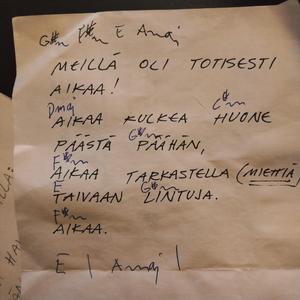 G#m F#m E Amaj
MEILLÄ OLI TOTISESTI
AIKAA!
Dmaj C#m
AIKAA KULKEA HUONE
G#m
PÄÄSTÄ PÄÄHÄN,
F#m
AIKAA TARKASTELLA (MIETTIÄ)
E G#m
TAIVAAN LINTUJA.
F#m
AIKAA.
E | Amaj |